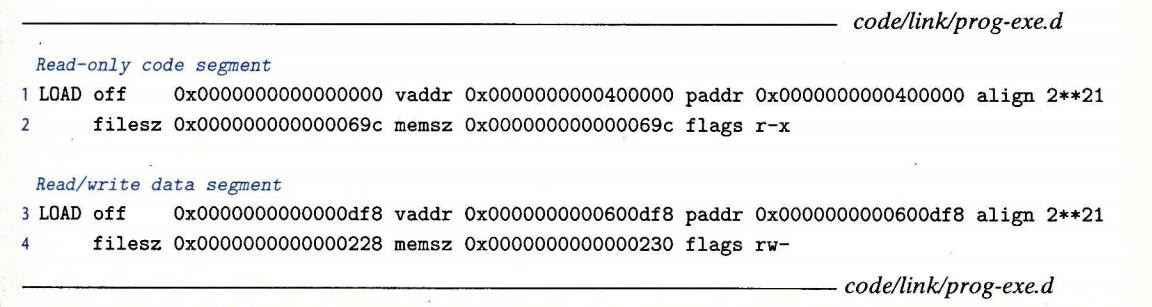 code/link/prog-exe.d
Read-only code segment
1 LOAD off 0x0000000000000000 vaddr 0x0000000000400000 paddr 0x0000000000400000 align 2**21
2 filesz 0x000000000000069c memsz 0x000000000000069c flags r-x
Read/write data segment
3 LOAD off 0x0000000000000df8 vaddr 0x0000000000600df8 paddr 0x0000000000600df8 align 2**21
4 filesz 0x0000000000000228 memsz 0x0000000000000230 flags rw-
code/link/prog-exe.d